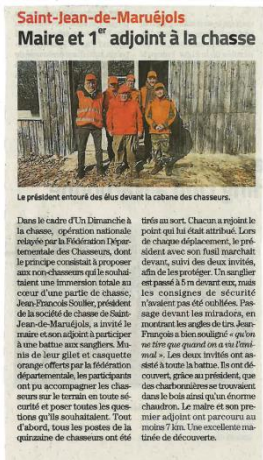 Saint-Jean-de-Maruéjols
Maire et 1er adjoint à la chasse
Le président entouré des élus devant la cabane des chasseurs.
Dans le cadre d'Un Dimanche à
la chasse, opération nationale
relayée par la Fédération Dépar-
tementale des Chasseurs, dont
le principe consistait à proposer
aux non-chasseurs qui le souhai-
taient une immersion totale au
cœur d'une partie de chasse,
Jean-François Soulier, président
de la société de chasse de Saint-
Jean-de-Maruéjols, a invité le
maire et son adjoint à participer
à une battue aux sangliers. Mu-
nis de leur gilet et casquette
orange offerts par la fédération
départementale, les participants
ont pu accompagner les chas-
seurs sur le terrain en toute sé-
curité et poser toutes les ques-
tions qu'ils souhaitaient. Tout
d'abord, tous les postes de la
quinzaine de chasseurs ont été
tirés au sort. Chacun a rejoint le
point qui lui était attribué. Lors
de chaque déplacement, le prési-
dent avec son fusil marchait
devant, suivi des deux invités,
afin de les protéger. Un sanglier
est passé à 5 m devant eux, mais
les consignes de sécurité
n'avaient pas été oubliées. Pas-
sage devant les miradors, en
montrant les angles de tirs. Jean-
François a bien souligné « qu'on
ne tire que quand on a vu l'ani-
mal ». Les deux invités ont as-
sisté à toute la battue. Ils ont dé-
couvert, grâce au président, que
des charbonnières se trouvaient
dans le bois ainsi qu'un énorme
chaudron. Le maire et son pre-
mier adjoint ont parcouru au
moins 7 km. Une excellente ma-
tinée de découverte.